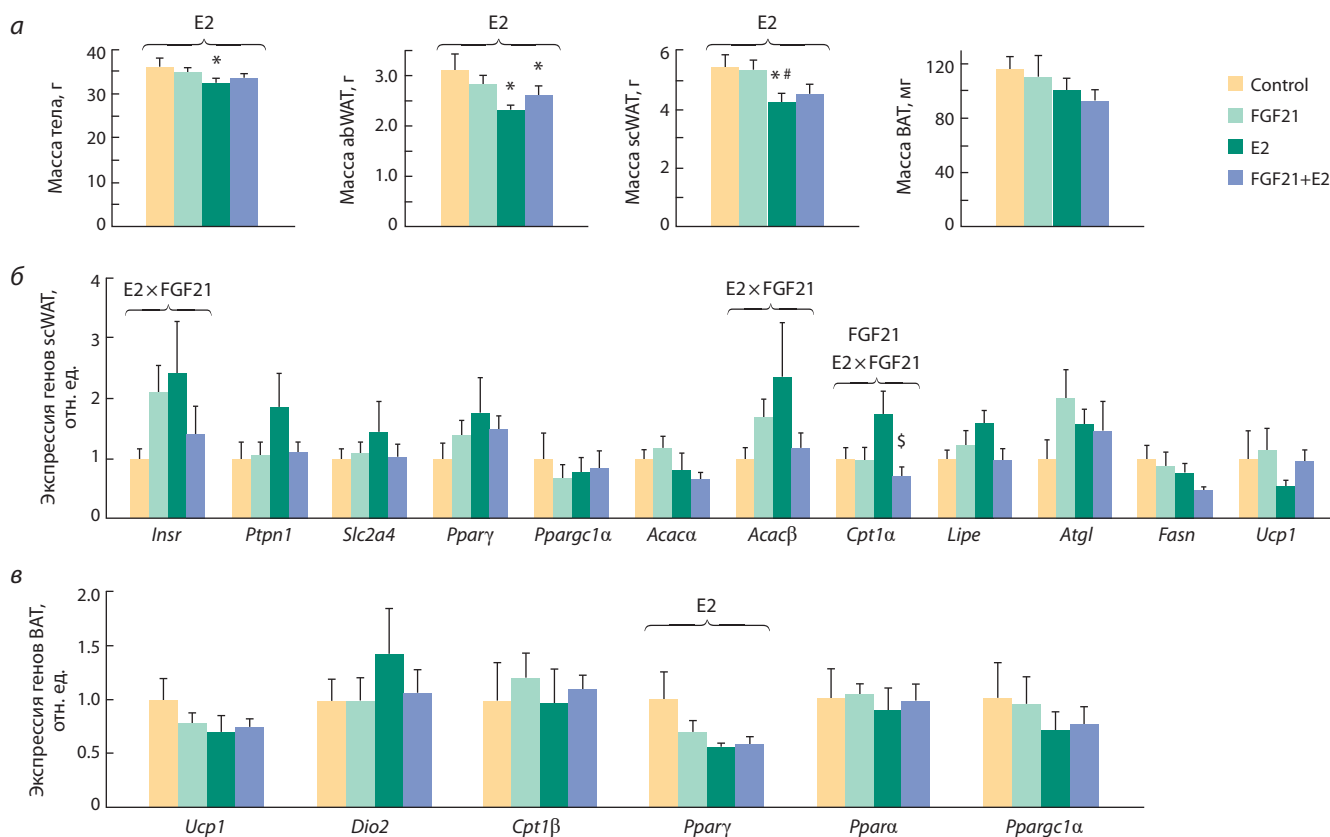 а
E2
Масса тела, г
40
30
20
10
0
*
E2
Масса abWAT, г
3.0
2.0
1.0
0
*
*
E2
Масса scWAT, г
6
4
2
0
*#
Масса BAT, мг
120
80
40
0
Control
FGF21
E2
FGF21+E2
б
Экспрессия генов scWAT,
отн. ед.
4
3
2
1
0
E2×FGF21
E2×FGF21
FGF21
E2×FGF21
$
Insr Ptpn1 Slc2a4 Pparγ Ppargc1α Acacα Acacβ Cpt1α Lipe Atgl Fasn Ucp1
в
Экспрессия генов BAT,
отн. ед.
2.0
1.5
1.0
0.5
0
E2
Ucp1 Dio2 Cpt1β Pparγ Pparα Ppargc1α